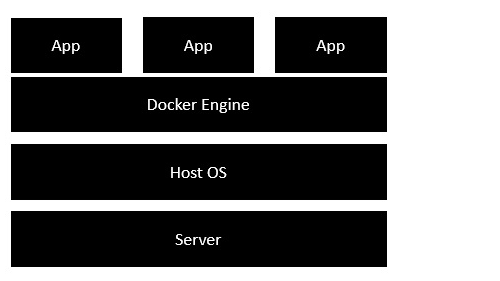 App App App
Docker Engine
Host OS
Server